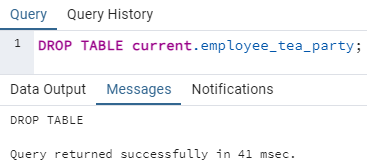 Query Query History
1 DROP TABLE current.employee_tea_party;
Data Output Messages Notifications
DROP TABLE
Query returned successfully in 41 msec.